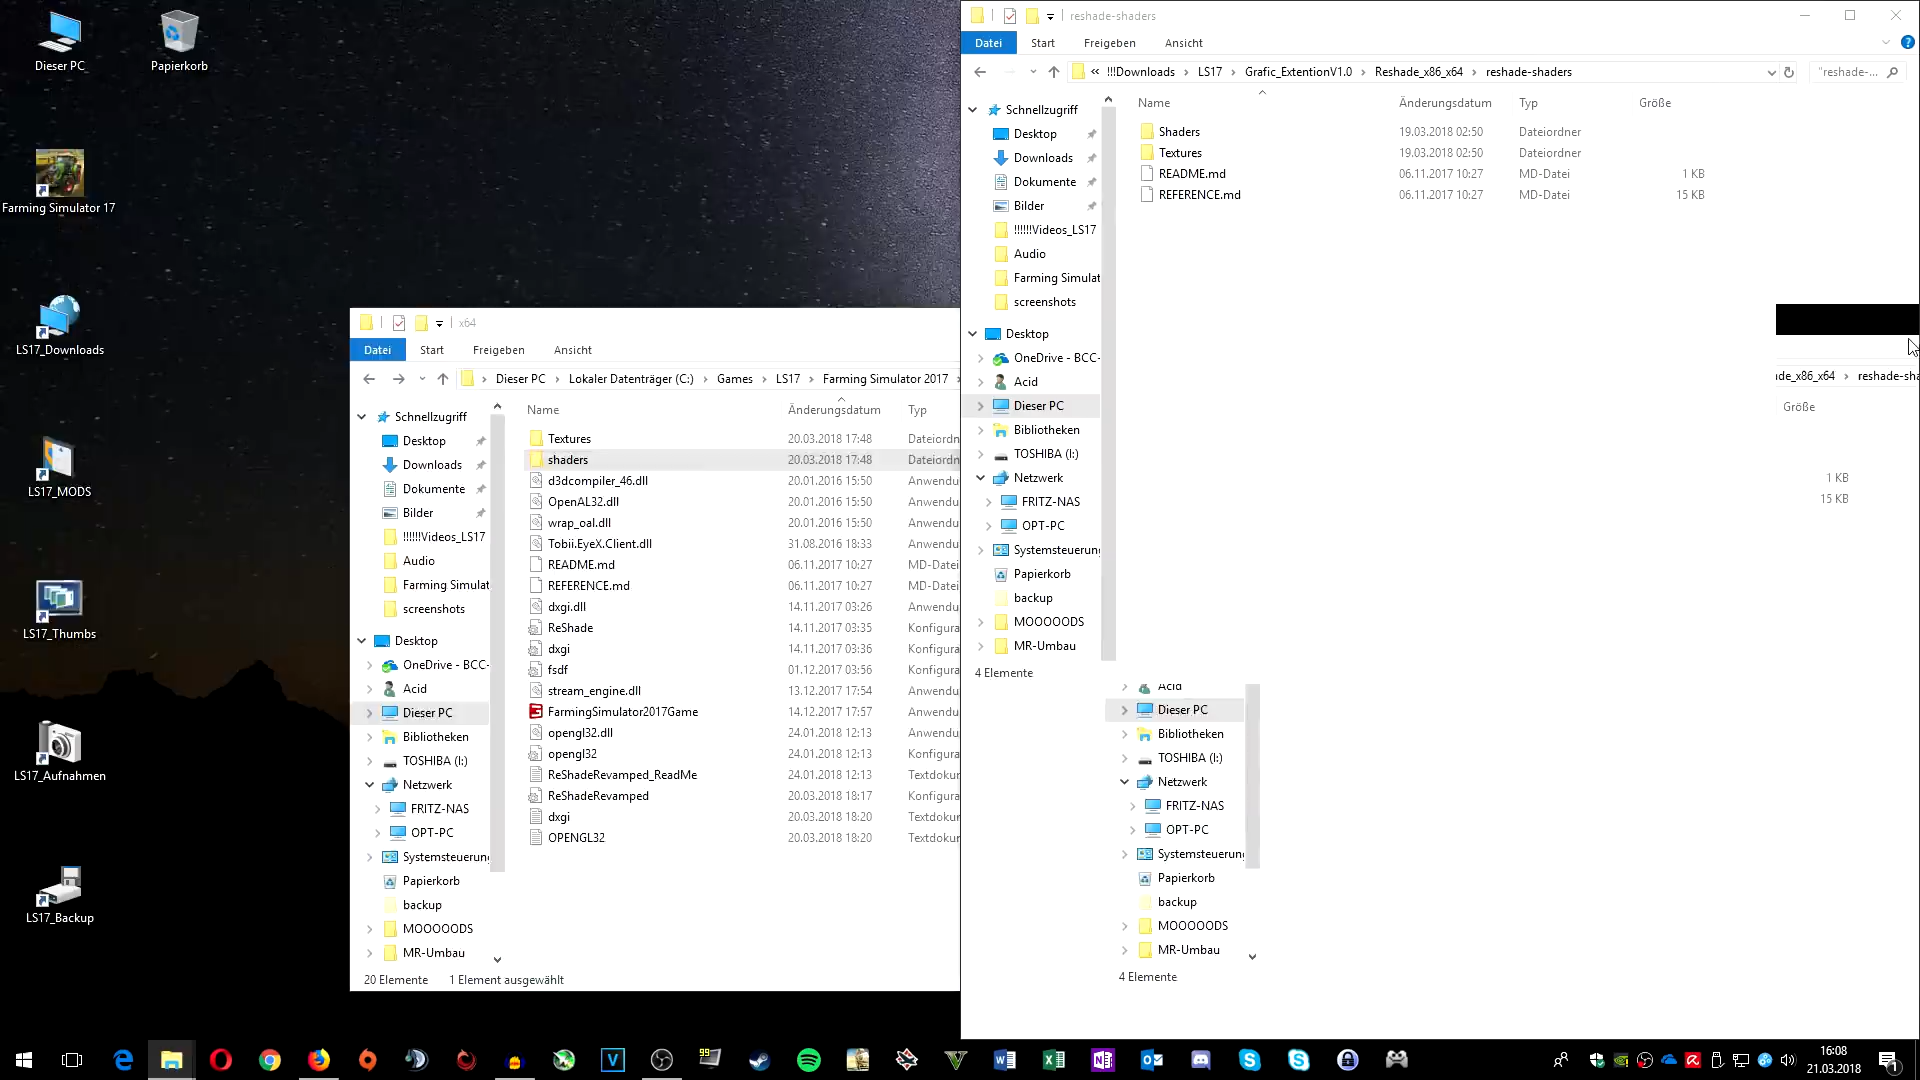 Dieser PC
Papierkorb
Farming Simulator 17
LS17_Downloads
LS17_MODS
LS17_Thumbs
LS17_Aufnahmen
LS17_Backup
x64
Datei Start Freigeben Ansicht
Dieser PC Lokaler Datenträger (C:) Games LS17 Farming Simulator 2017
Schnellzugriff
Desktop
Downloads
Dokumente
Bilder
!!!!!!Videos_LS17
Audio
Farming Simulat
screenshots
Desktop
OneDrive - BCC-
Acid
Dieser PC
Bibliotheken
TOSHIBA (I:)
Netzwerk
FRITZ-NAS
OPT-PC
Systemsteuerung
Papierkorb
backup
MOOOOODS
MR-Umbau
Name Änderungsdatum Typ
Textures 20.03.2018 17:48 Dateiordn
shaders 20.03.2018 17:48 Dateiordn
d3dcompiler_46.dll 20.01.2016 15:50 Anwendu
OpenAL32.dll 20.01.2016 15:50 Anwendu
wrap_oal.dll 20.01.2016 15:50 Anwendu
Tobii.EyeX.Client.dll 31.08.2016 18:33 Anwendu
README.md 06.11.2017 10:27 MD-Datei
REFERENCE.md 06.11.2017 10:27 MD-Datei
dxgi.dll 14.11.2017 03:26 Anwendu
ReShade 14.11.2017 03:35 Konfigura
dxgi 14.11.2017 03:36 Konfigura
fsdf 01.12.2017 03:56 Konfigura
stream_engine.dll 13.12.2017 17:54 Anwendu
FarmingSimulator2017Game 14.12.2017 17:57 Anwendu
opengl32.dll 24.01.2018 12:13 Anwendu
opengl32 24.01.2018 12:13 Konfigura
ReShadeRevamped_ReadMe 24.01.2018 12:13 Textdokur
ReShadeRevamped 20.03.2018 18:17 Konfigura
dxgi 20.03.2018 18:20 Textdokur
OPENGL32 20.03.2018 18:20 Textdokur
20 Elemente 1 Element ausgewählt
reshade-shaders
Datei Start Freigeben Ansicht
« !!!Downloads LS17 Grafic_ExtentionV1.0 Reshade_x86_x64 reshade-shaders
"reshade-...
Schnellzugriff
Desktop
Downloads
Dokumente
Bilder
!!!!!!Videos_LS17
Audio
Farming Simulat
screenshots
Desktop
OneDrive - BCC-
Acid
Dieser PC
Bibliotheken
TOSHIBA (I:)
Netzwerk
FRITZ-NAS
OPT-PC
Systemsteuerung
Papierkorb
backup
MOOOOODS
MR-Umbau
Name Änderungsdatum Typ Größe
Shaders 19.03.2018 02:50 Dateiordner
Textures 19.03.2018 02:50 Dateiordner
README.md 06.11.2017 10:27 MD-Datei 1 KB
REFERENCE.md 06.11.2017 10:27 MD-Datei 15 KB
4 Elemente
de_x86_x64 reshade-sha
Größe
1 KB
15 KB
Acid
Dieser PC
Bibliotheken
TOSHIBA (I:)
Netzwerk
FRITZ-NAS
OPT-PC
Systemsteuerung
Papierkorb
backup
MOOOOODS
MR-Umbau
4 Elemente
99
16:08
21.03.2018
1